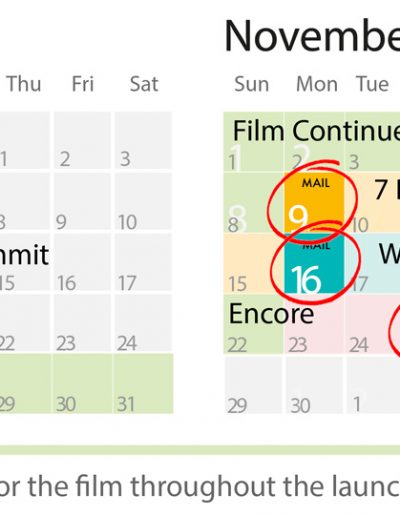 Novembe
Thu Fri Sat
Sun Mon Tue
1 2 3
Film Continue
1 2 3
8 9 10
MAIL
7
8 9 10
mmit
15 16 17
MAIL
W
15 16 17
22 23 24
Encore
22 23 24
29 30 31
29 30 1
or the film throughout the launc